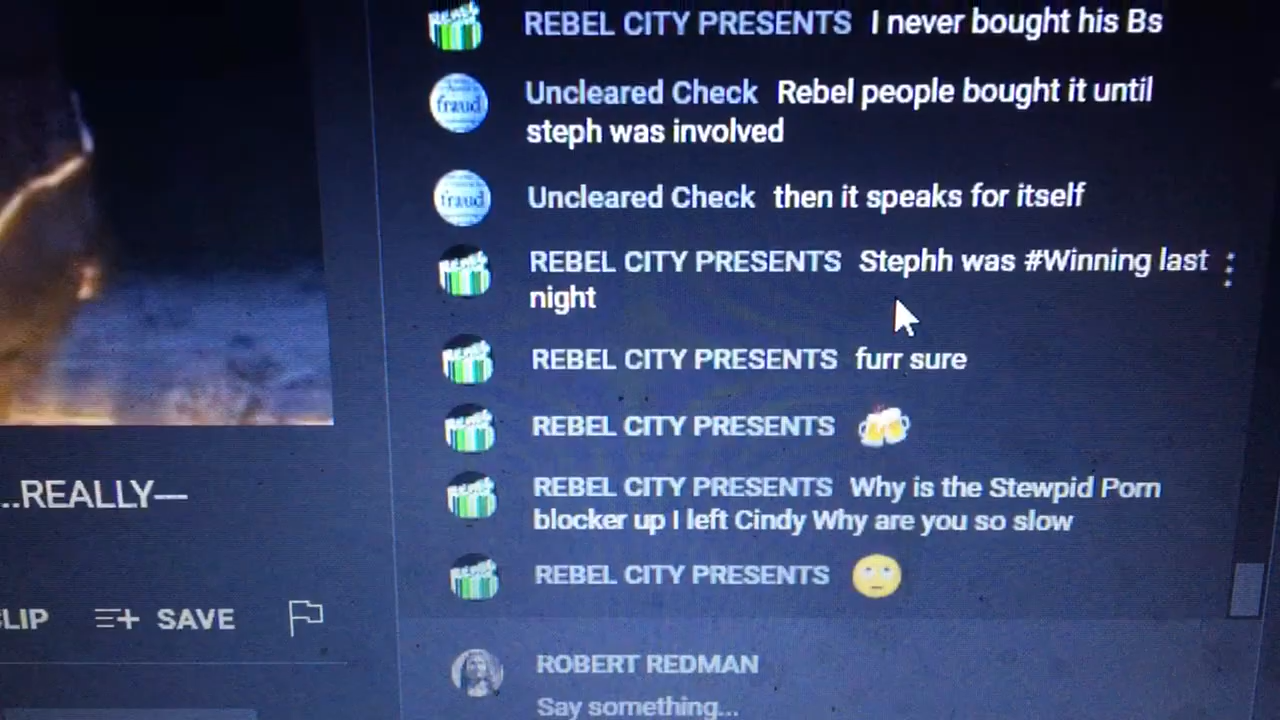 REBEL CITY PRESENTS I never bought his Bs
fraud
Uncleared Check Rebel people bought it until
steph was involved
fraud
Uncleared Check then it speaks for itself
REBEL CITY PRESENTS Stephh was #Winning last
night
REBEL CITY PRESENTS furr sure
REBEL CITY PRESENTS
REBEL CITY PRESENTS Why is the Stewpid Porn
blocker up I left Cindy Why are you so slow
REBEL CITY PRESENTS
...REALLY—
CLIP SAVE
ROBERT REDMAN
Say something...